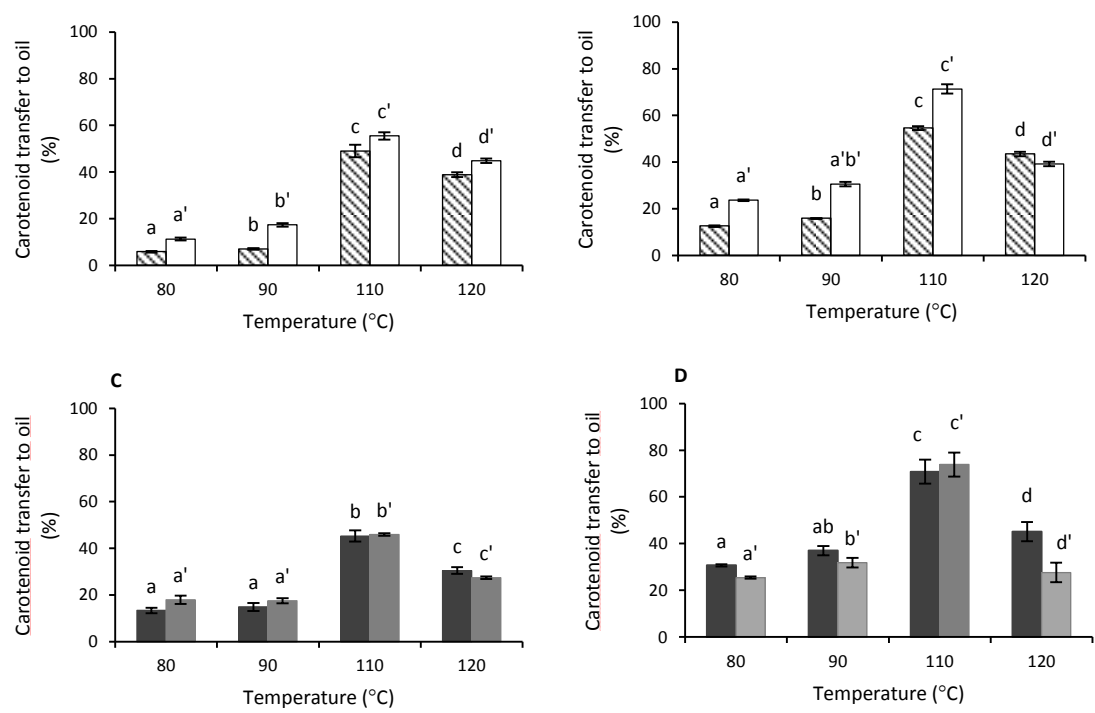 100
80
60
40
20
0
Carotenoid transfer to oil
(%)
a a' b b' c c' d d'
80 90 110 120
Temperature (°C)
100
80
60
40
20
0
Carotenoid transfer to oil
(%)
a a' b a'b' c c' d d'
80 90 110 120
Temperature (°C)
C
100
80
60
40
20
0
Carotenoid transfer to oil
(%)
a a' a a' b b' c c'
80 90 110 120
Temperature (°C)
D
100
80
60
40
20
0
Carotenoid transfer to oil
(%)
a a' ab b' c c' d d'
80 90 110 120
Temperature (°C)